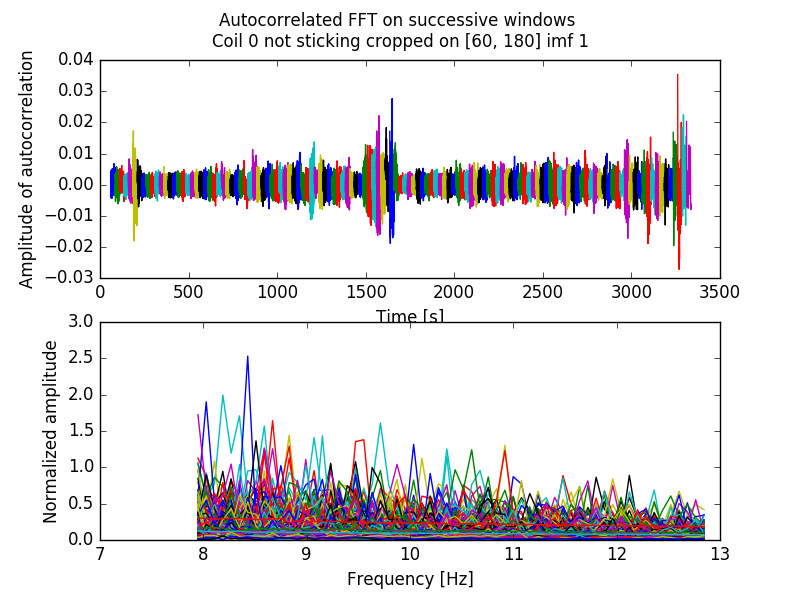 Autocorrelated FFT on successive windows
Coil 0 not sticking cropped on [60, 180] imf 1
Amplitude of autocorrelation
0.04
0.03
0.02
0.01
0.00
−0.01
−0.02
−0.03
0 500 1000 1500 2000 2500 3000 3500
Time [s]
Normalized amplitude
3.0
2.5
2.0
1.5
1.0
0.5
0.0
7 8 9 10 11 12 13
Frequency [Hz]